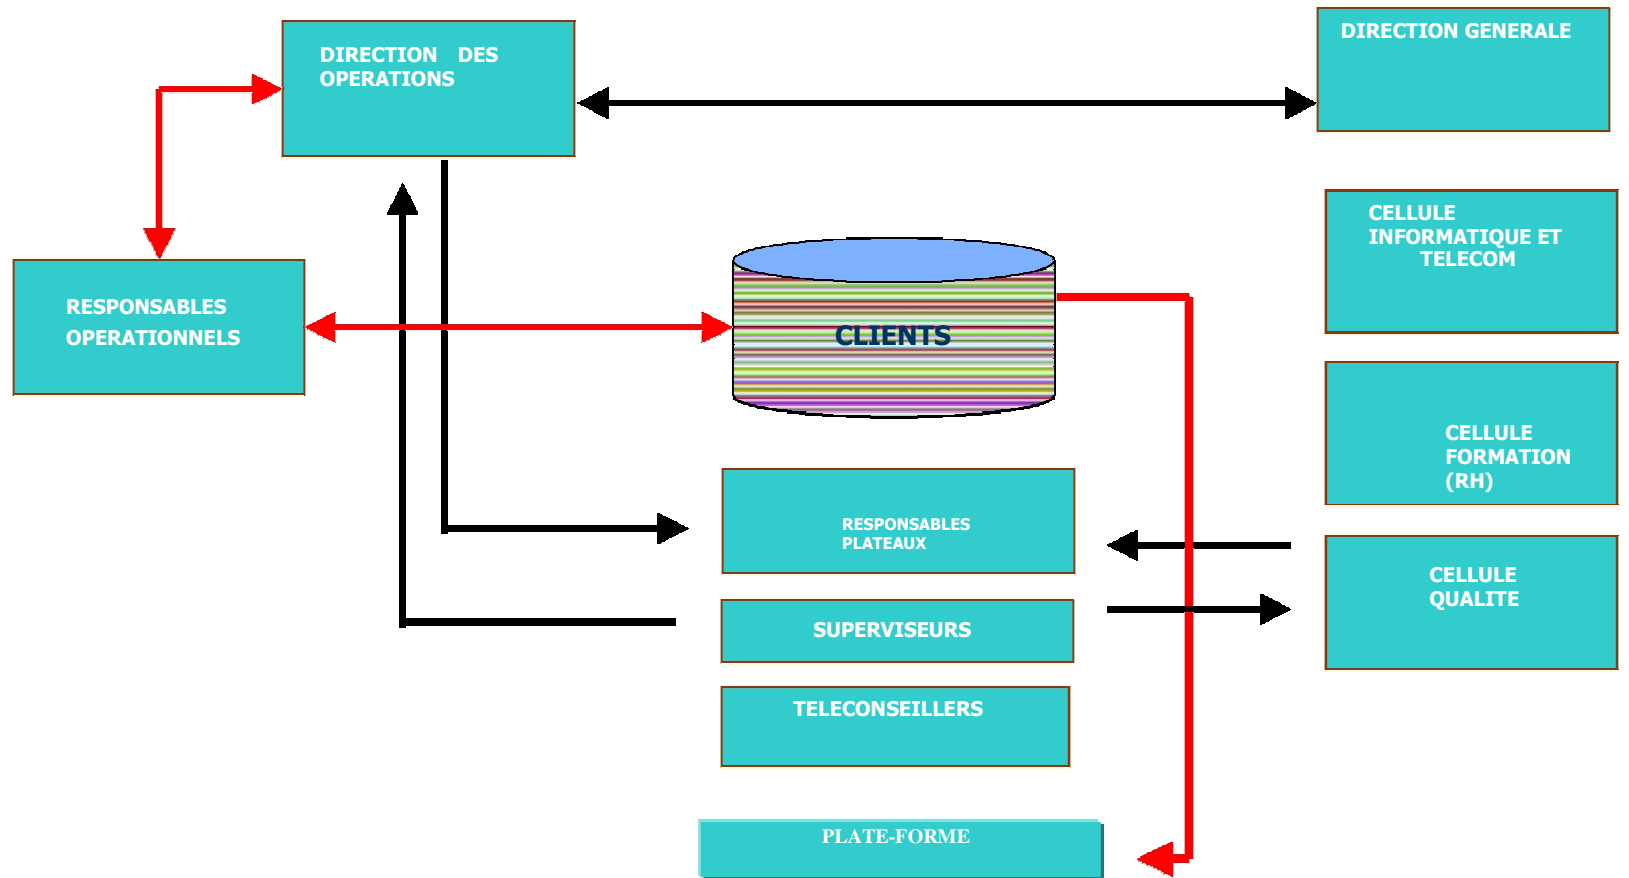 DIRECTION DES
OPERATIONS
DIRECTION GENERALE
CELLULE
INFORMATIQUE ET
TELECOM
RESPONSABLES
OPERATIONNELS
CLIENTS
CELLULE
FORMATION
(RH)
RESPONSABLES
PLATEAUX
CELLULE
QUALITE
SUPERVISEURS
TELECONSEILLERS
PLATE-FORME